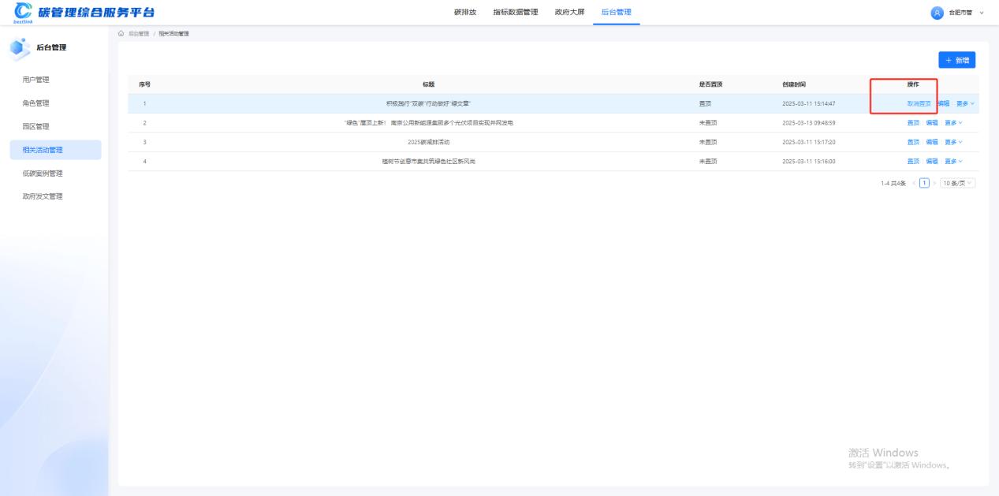 bestlink
碳管理综合服务平台
碳排放 指标数据管理 政府大屏 后台管理
合肥市管
后台管理
后台管理 / 相关活动管理
用户管理
角色管理
园区管理
相关活动管理
低碳案例管理
政府发文管理
+ 新增
序号 标题 是否置顶 创建时间 操作
1 积极践行“双碳”行动做好“绿文章” 置顶 2025-03-11 15:14:47 取消置顶 编辑 更多
2 “绿色”屋顶上新! 南京公用新能源集团多个光伏项目实现并网发电 未置顶 2025-03-13 09:48:59 置顶 编辑 更多
3 2025碳减排活动 未置顶 2025-03-11 15:17:20 置顶 编辑 更多
4 植树节创意市集共筑绿色社区新风尚 未置顶 2025-03-11 15:16:00 置顶 编辑 更多
1-4 共4条 < 1 > 10 条/页
激活 Windows
转到“设置”以激活 Windows。